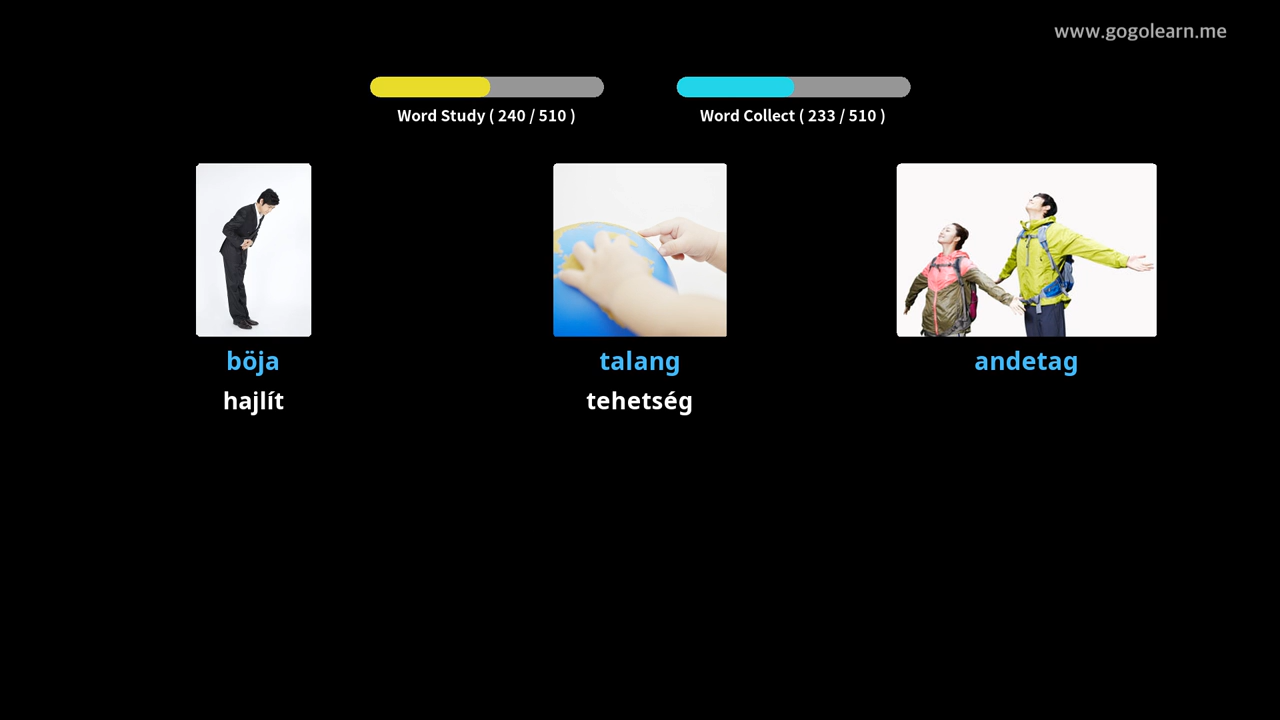 www.gogolearn.me
Word Study ( 240 / 510 )
Word Collect ( 233 / 510 )
böja
talang
andetag
hajlít
tehetség